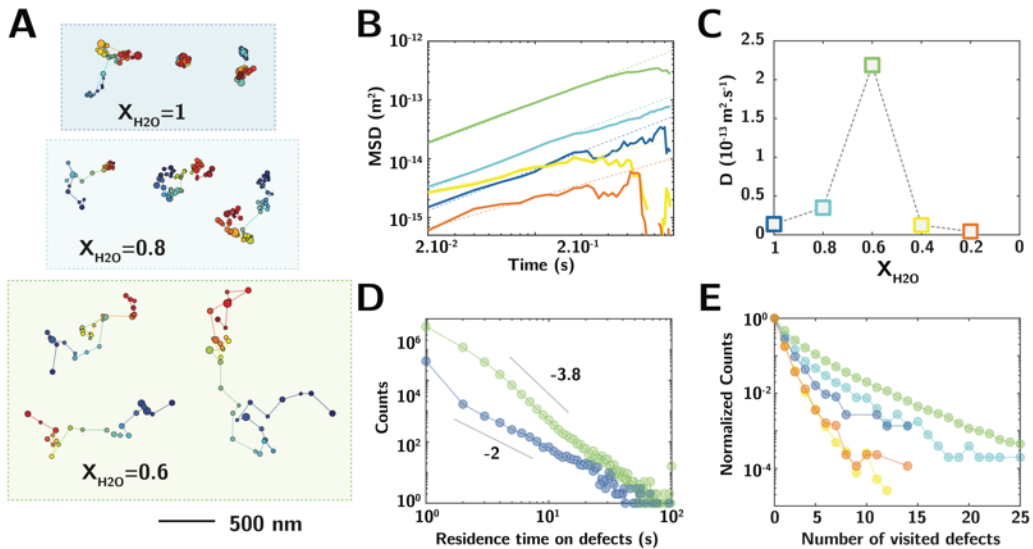 A
X_H2O=1
X_H2O=0.8
X_H2O=0.6
500 nm
B
MSD (m²)
10⁻¹²
10⁻¹³
10⁻¹⁴
10⁻¹⁵
2.10⁻²
2.10⁻¹
Time (s)
C
D (10⁻¹³ m².s⁻¹)
2.5
2
1.5
1
0.5
0
1
0.8
0.6
0.4
0.2
0
X_H2O
D
Counts
10⁶
10⁴
10²
10⁰
-3.8
-2
10⁰
10¹
10²
Residence time on defects (s)
E
Normalized Counts
10⁰
10⁻²
10⁻⁴
0
5
10
15
20
25
Number of visited defects